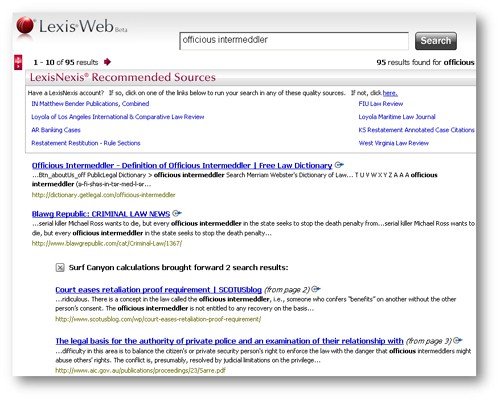 Lexis® Web Beta
officious intermeddler
Search
1 - 10 of 95 results
95 results found for officious
LexisNexis® Recommended Sources
Have a LexisNexis account? If so, click on one of the links below to run your search in any of these quality sources. If not, click here.
IN Matthew Bender Publications, Combined
FIU Law Review
Loyola of Los Angeles International & Comparative Law Review
Loyola Maritime Law Journal
AR Banking Cases
KS Restatement Annotated Case Citations
Restatement Restitution - Rule Sections
West Virginia Law Review
Officious Intermeddler - Definition of Officious Intermeddler | Free Law Dictionary
...Btn_aboutUs_off PublicLegal Dictionary > officious intermeddler Search Merriam Webster's Dictionary of Law... T U V W X Y Z A A A officious
intermeddler (a-fi-shas-in-tar-med-l-ar...
http://dictionary.getlegal.com/officious-intermeddler
Blawg Republic: CRIMINAL LAW NEWS
...serial killer Michael Ross wants to die, but every officious intermeddler in the state seeks to stop the death penalty from...serial killer Michael Ross wants to
die, but every officious intermeddler in the state seeks to stop the death penalty...
http://www.blawgrepublic.com/cat/Criminal-Law/1367/
Surf Canyon calculations brought forward 2 search results:
Court eases retaliation proof requirement | SCOTUSblog (from page 2)
...ridiculous. There is a concept in the law called the officious intermeddler, i.e., someone who confers "benefits" on another without the other
person's consent. The officious intermeddler is not entitled to any recovery on the basis...
http://www.scotusblog.com/wp/court-eases-retaliation-proof-requirement/
The legal basis for the authority of private police and an examination of their relationship with (from page 3)
...difficulty in this area is to balance the citizen's or private security person's right to enforce the law with the danger that officious intermeddlers might
abuse others' rights. The conflict is, presumably, resolved by judicial limitations on the privilege...
http://www.aic.gov.au/publications/proceedings/23/Sarre.pdf